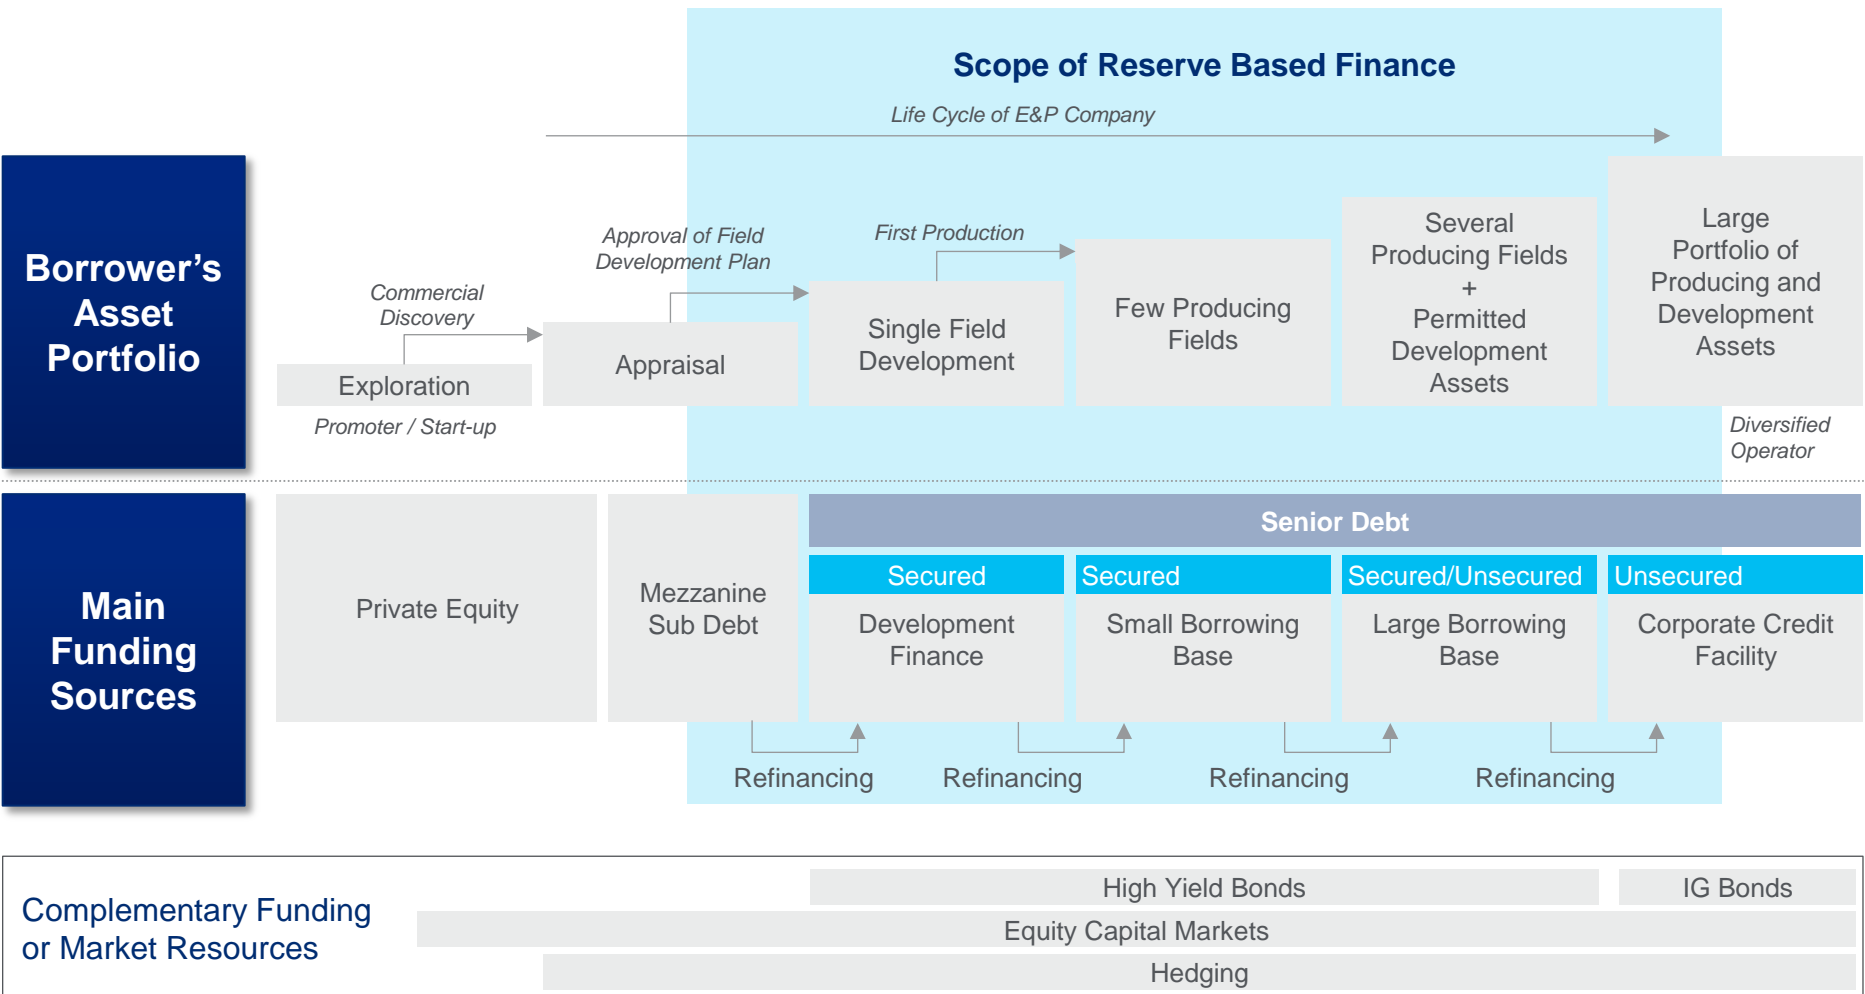 Scope of Reserve Based Finance
Life Cycle of E&P Company
Borrower’s
Asset
Portfolio
Exploration
Promoter / Start-up
Commercial
Discovery
Appraisal
Approval of Field
Development Plan
Single Field
Development
First Production
Few Producing
Fields
Several
Producing Fields
+
Permitted
Development
Assets
Large
Portfolio of
Producing and
Development
Assets
Diversified
Operator
Main
Funding
Sources
Private Equity
Mezzanine
Sub Debt
Senior Debt
Secured
Development
Finance
Secured
Small Borrowing
Base
Secured/Unsecured
Large Borrowing
Base
Unsecured
Corporate Credit
Facility
Refinancing
Refinancing
Refinancing
Refinancing
Complementary Funding
or Market Resources
High Yield Bonds
IG Bonds
Equity Capital Markets
Hedging